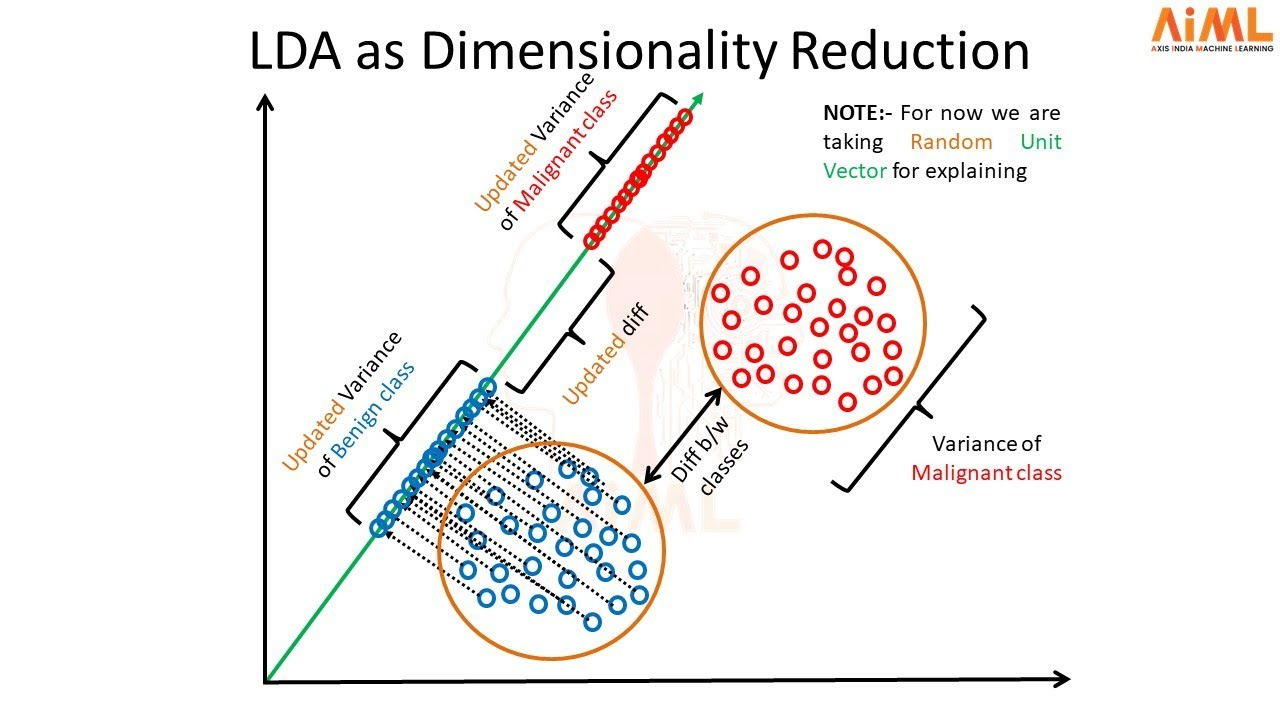 LDA as Dimensionality Reduction
AiML
AXIS INDIA MACHINE LEARNING
NOTE:- For now we are
taking Random Unit
Vector for explaining
Updated Variance
of Malignant class
Updated diff
Updated Variance
of Benign class
Diff b/w
classes
Variance of
Malignant class
AiML